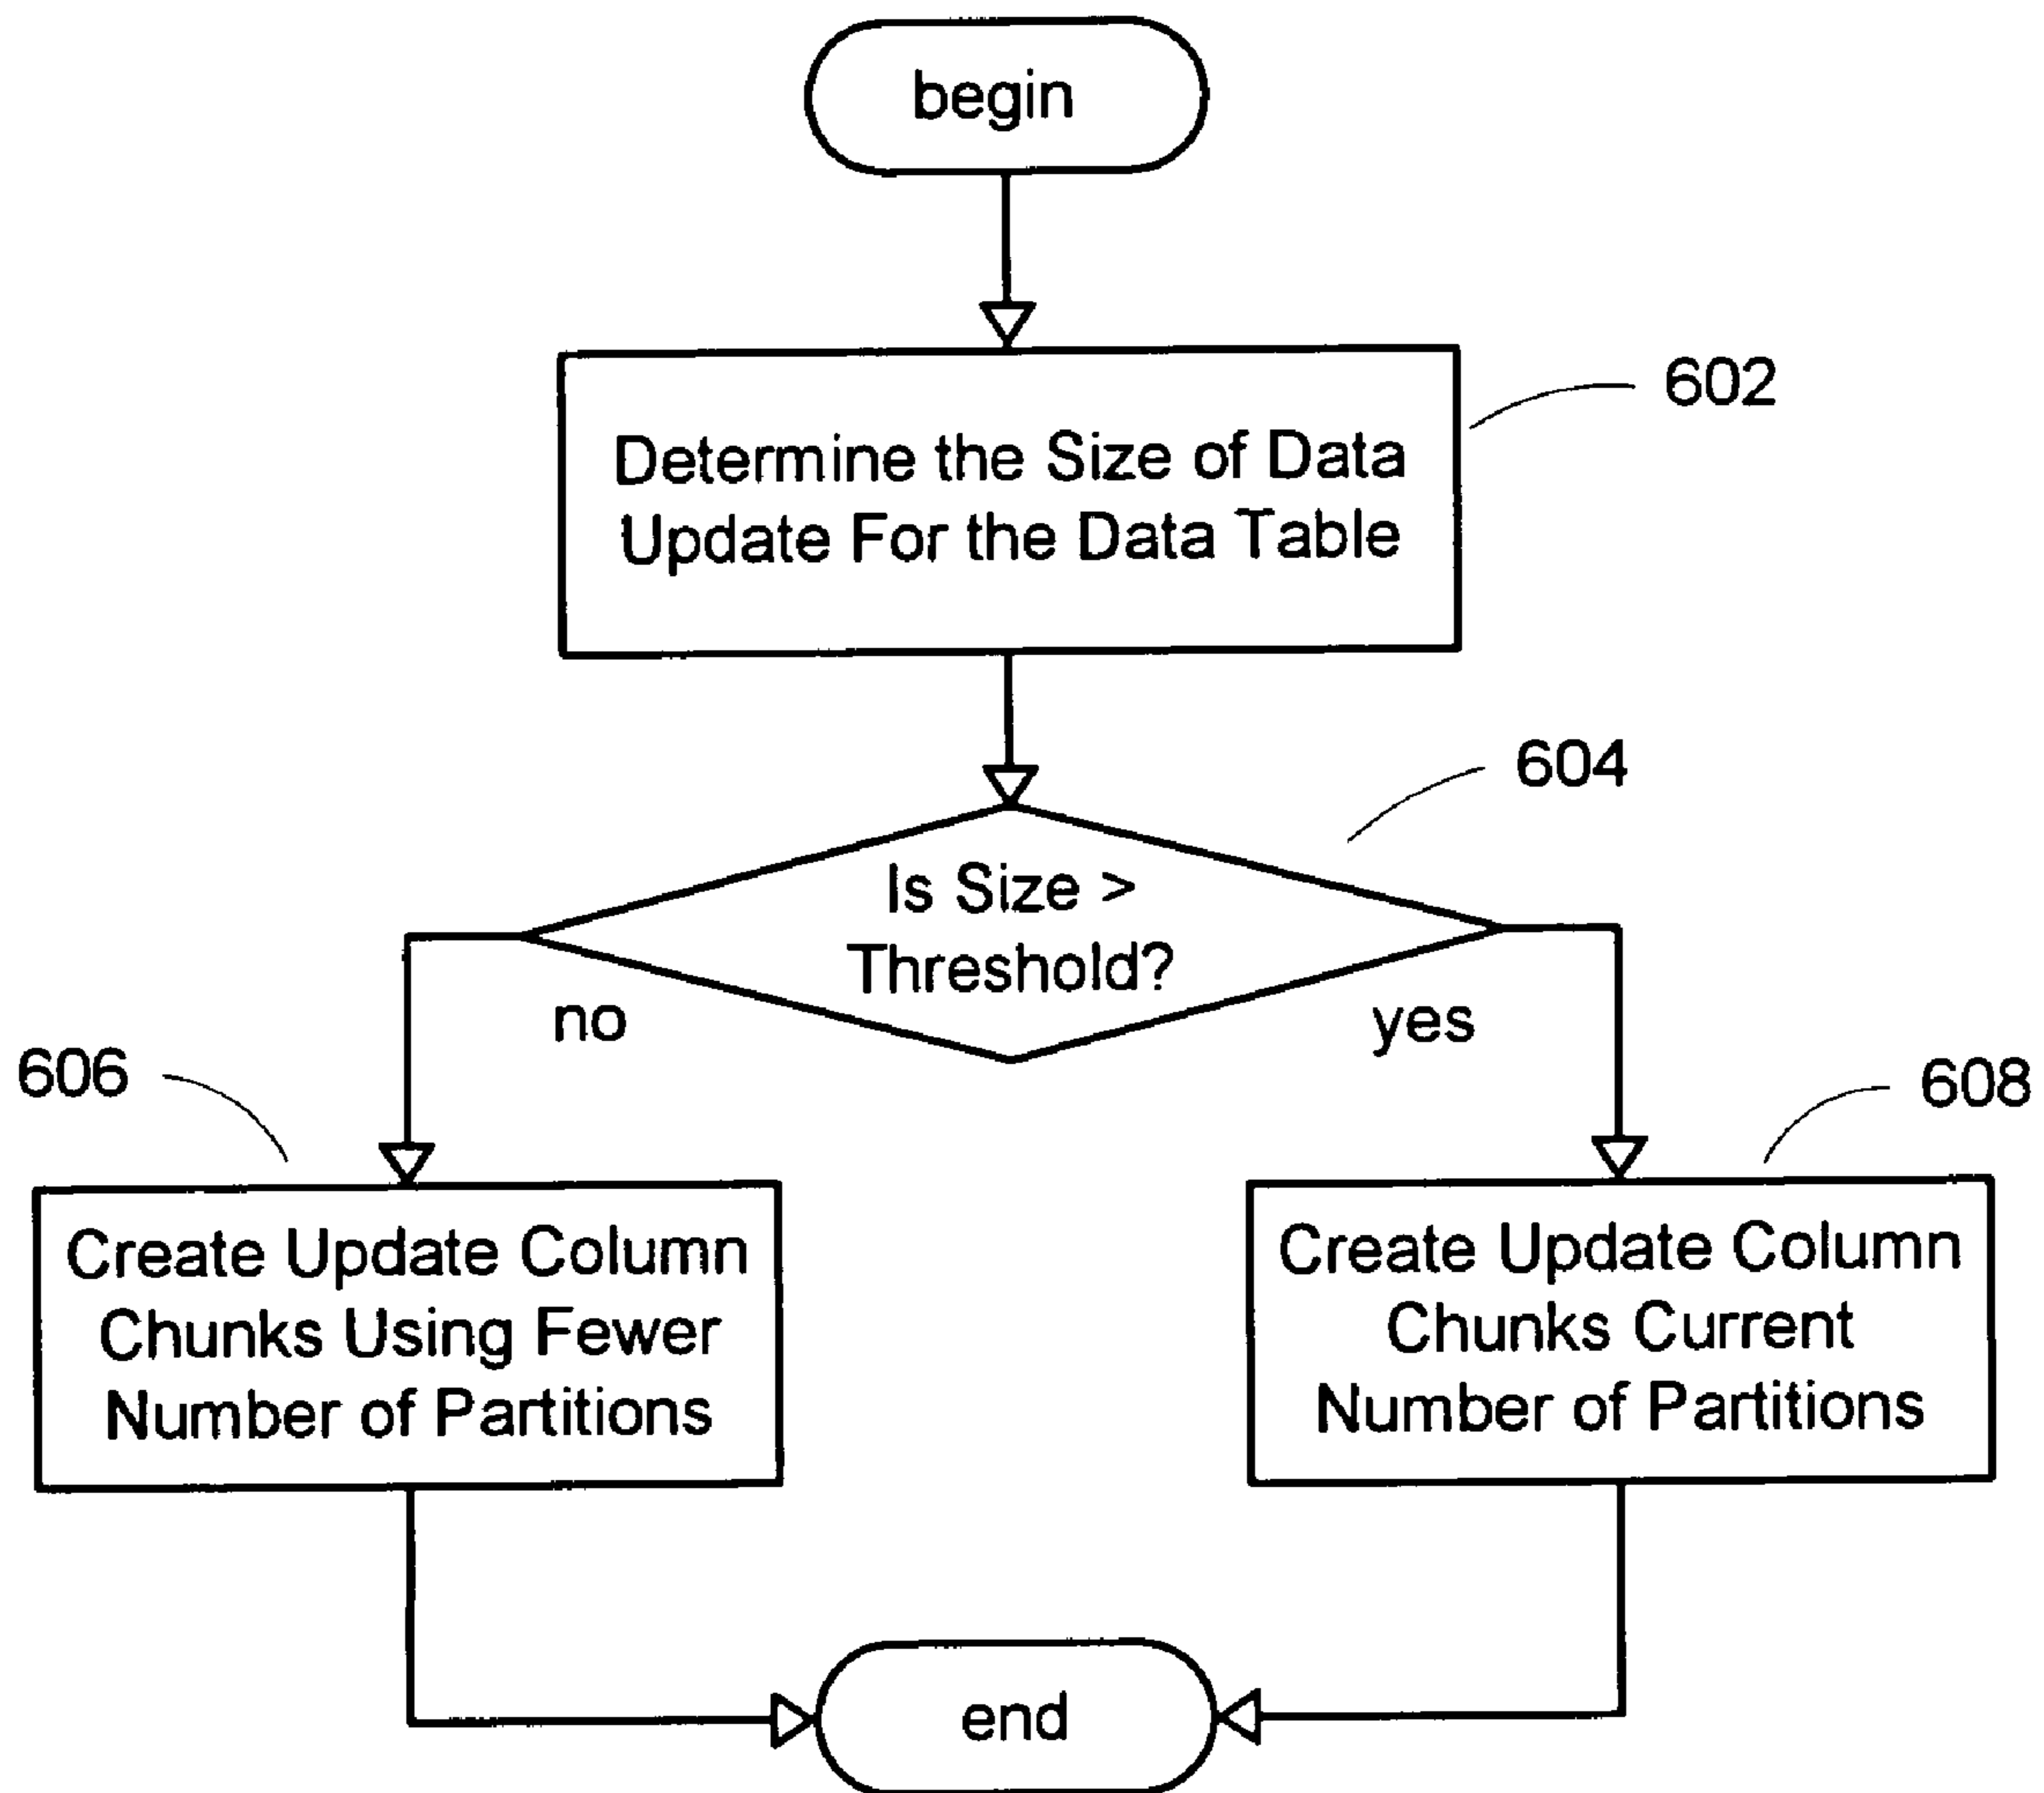 begin
602
Determine the Size of Data
Update For the Data Table
604
Is Size >
Threshold?
no
yes
606
608
Create Update Column
Chunks Using Fewer
Number of Partitions
Create Update Column
Chunks Current
Number of Partitions
end